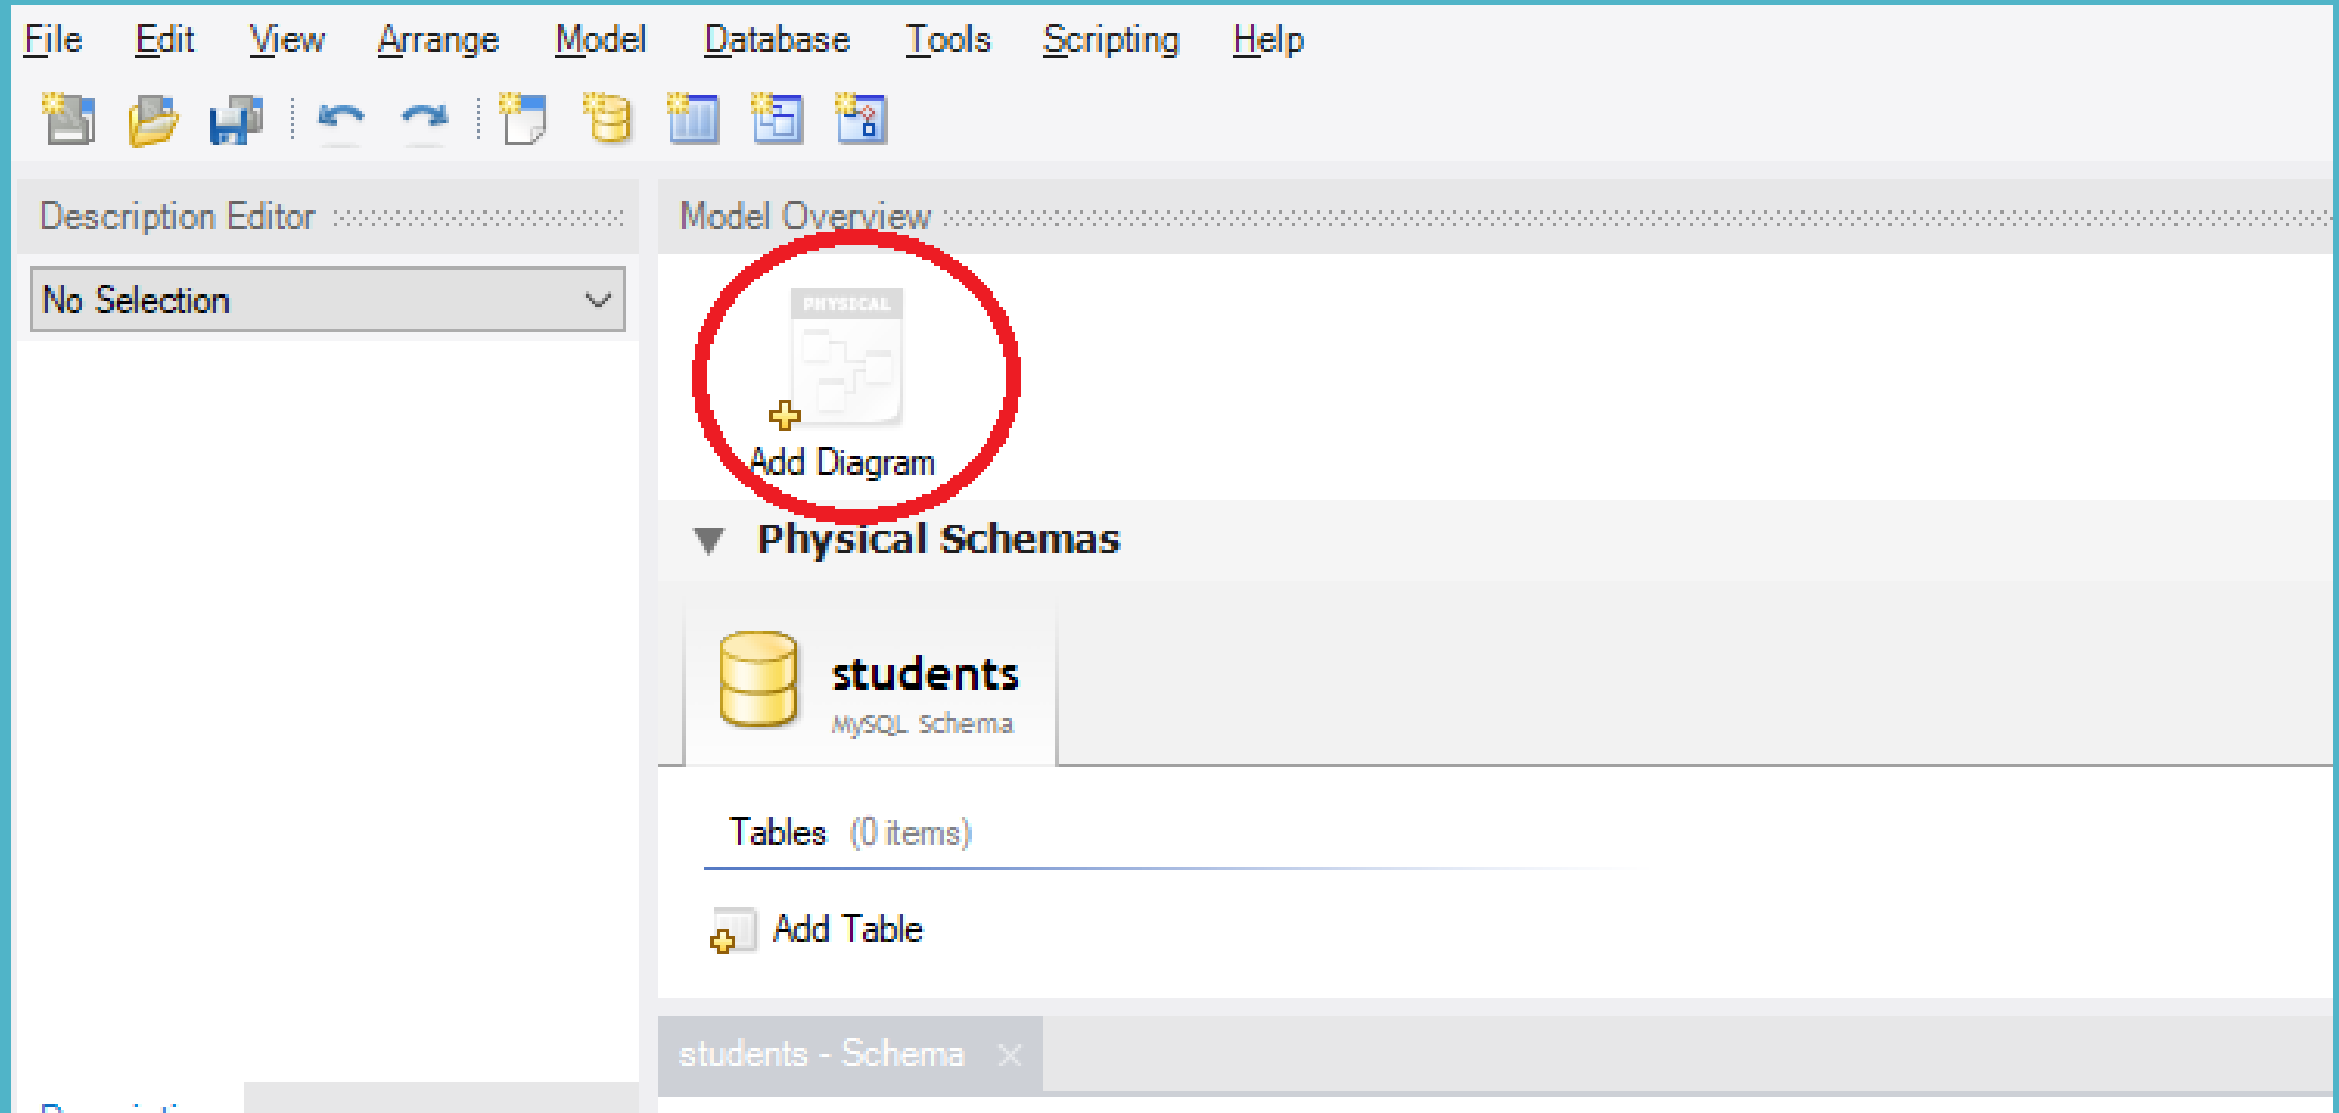 File Edit View Arrange Model Database Tools Scripting Help
Description Editor
Model Overview
No Selection
PHYSICAL
Add Diagram
Physical Schemas
students
MySQL Schema
Tables (0 items)
Add Table
students - Schema